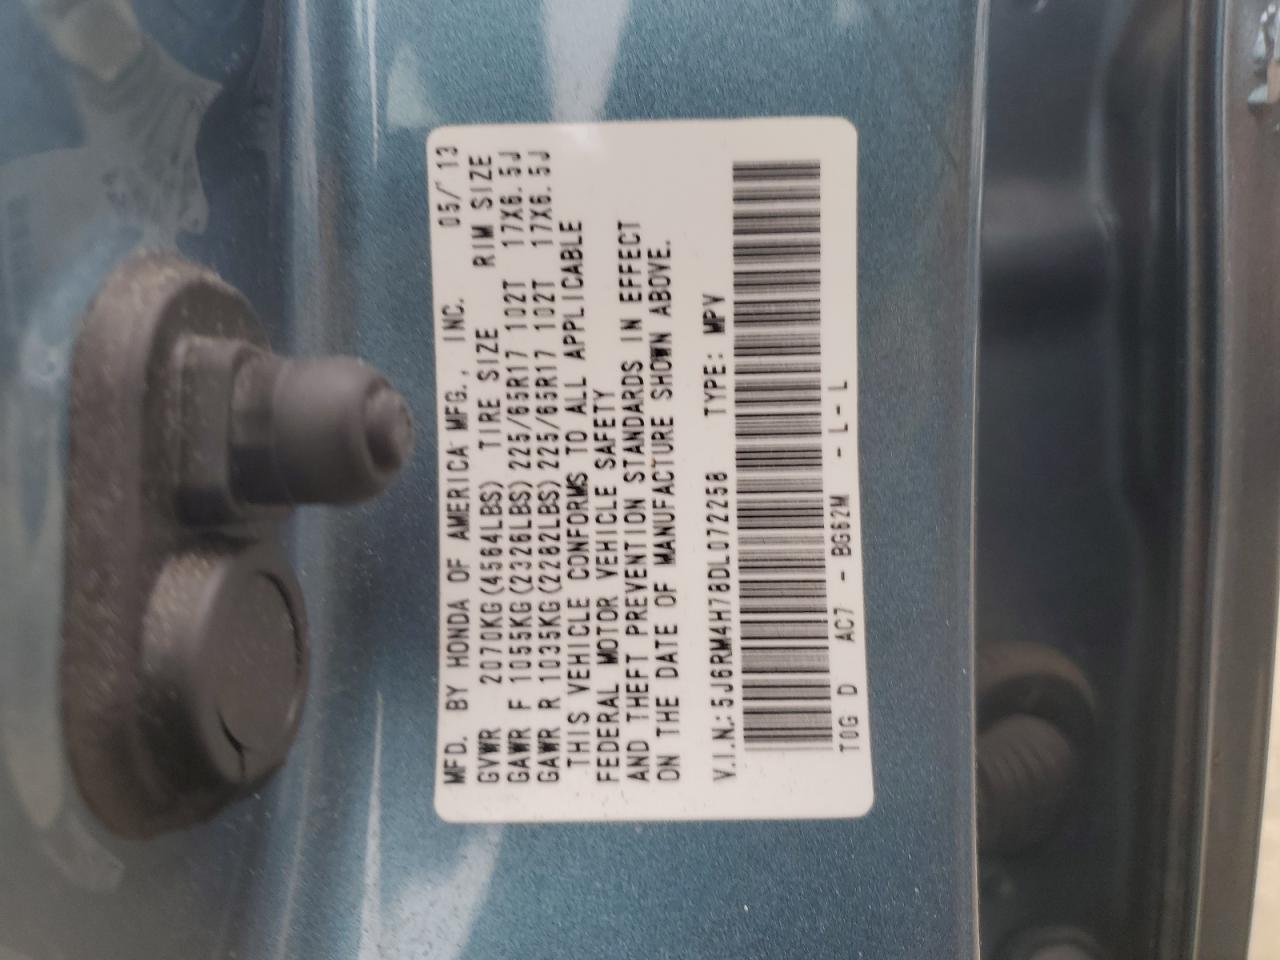 MFD. BY HONDA OF AMERICA MFG., INC. 05/13
GVWR 2070KG(4564LBS) TIRE SIZE RIM SIZE
GAWR F 1055KG(2326LBS)225/65R17 102T 17X6.5J
GAWR R 1035KG(2282LBS)225/65R17 102T 17X6.5J
THIS VEHICLE CONFORMS TO ALL APPLICABLE
FEDERAL MOTOR VEHICLE SAFETY
AND THEFT PREVENTION STANDARDS IN EFFECT
ON THE DATE OF MANUFACTURE SHOWN ABOVE.
V.I.N.:5J6RM4H78DL072258 TYPE: MPV
T0G D AC7 - BG62M - L - L